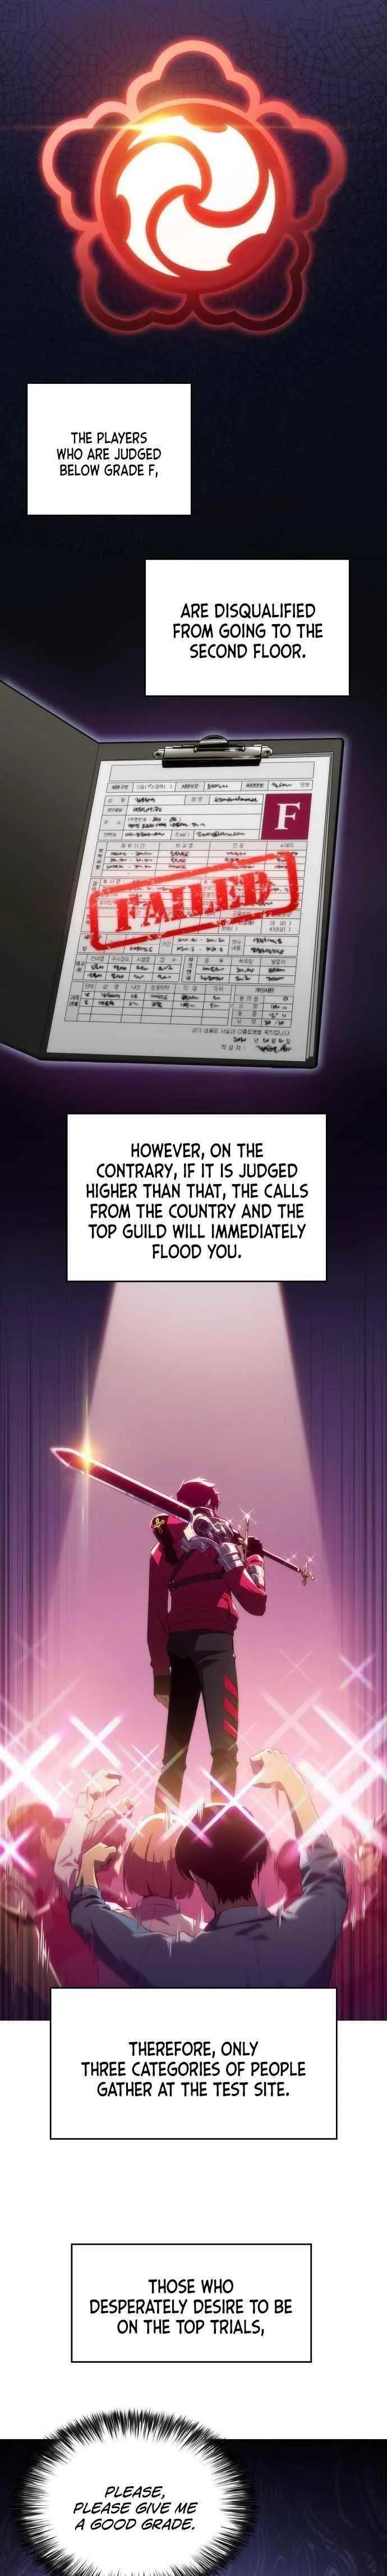 THE PLAYERS
WHO ARE JUDGED
BELOW GRADE F,
ARE DISQUALIFIED
FROM GOING TO THE
SECOND FLOOR.
F
FAILED
HOWEVER, ON THE
CONTRARY, IF IT IS JUDGED
HIGHER THAN THAT, THE CALLS
FROM THE COUNTRY AND THE
TOP GUILD WILL IMMEDIATELY
FLOOD YOU.
THEREFORE, ONLY
THREE CATEGORIES OF PEOPLE
GATHER AT THE TEST SITE.
THOSE WHO
DESPERATELY DESIRE TO BE
ON THE TOP TRIALS,
PLEASE,
PLEASE GIVE ME
A GOOD GRADE.